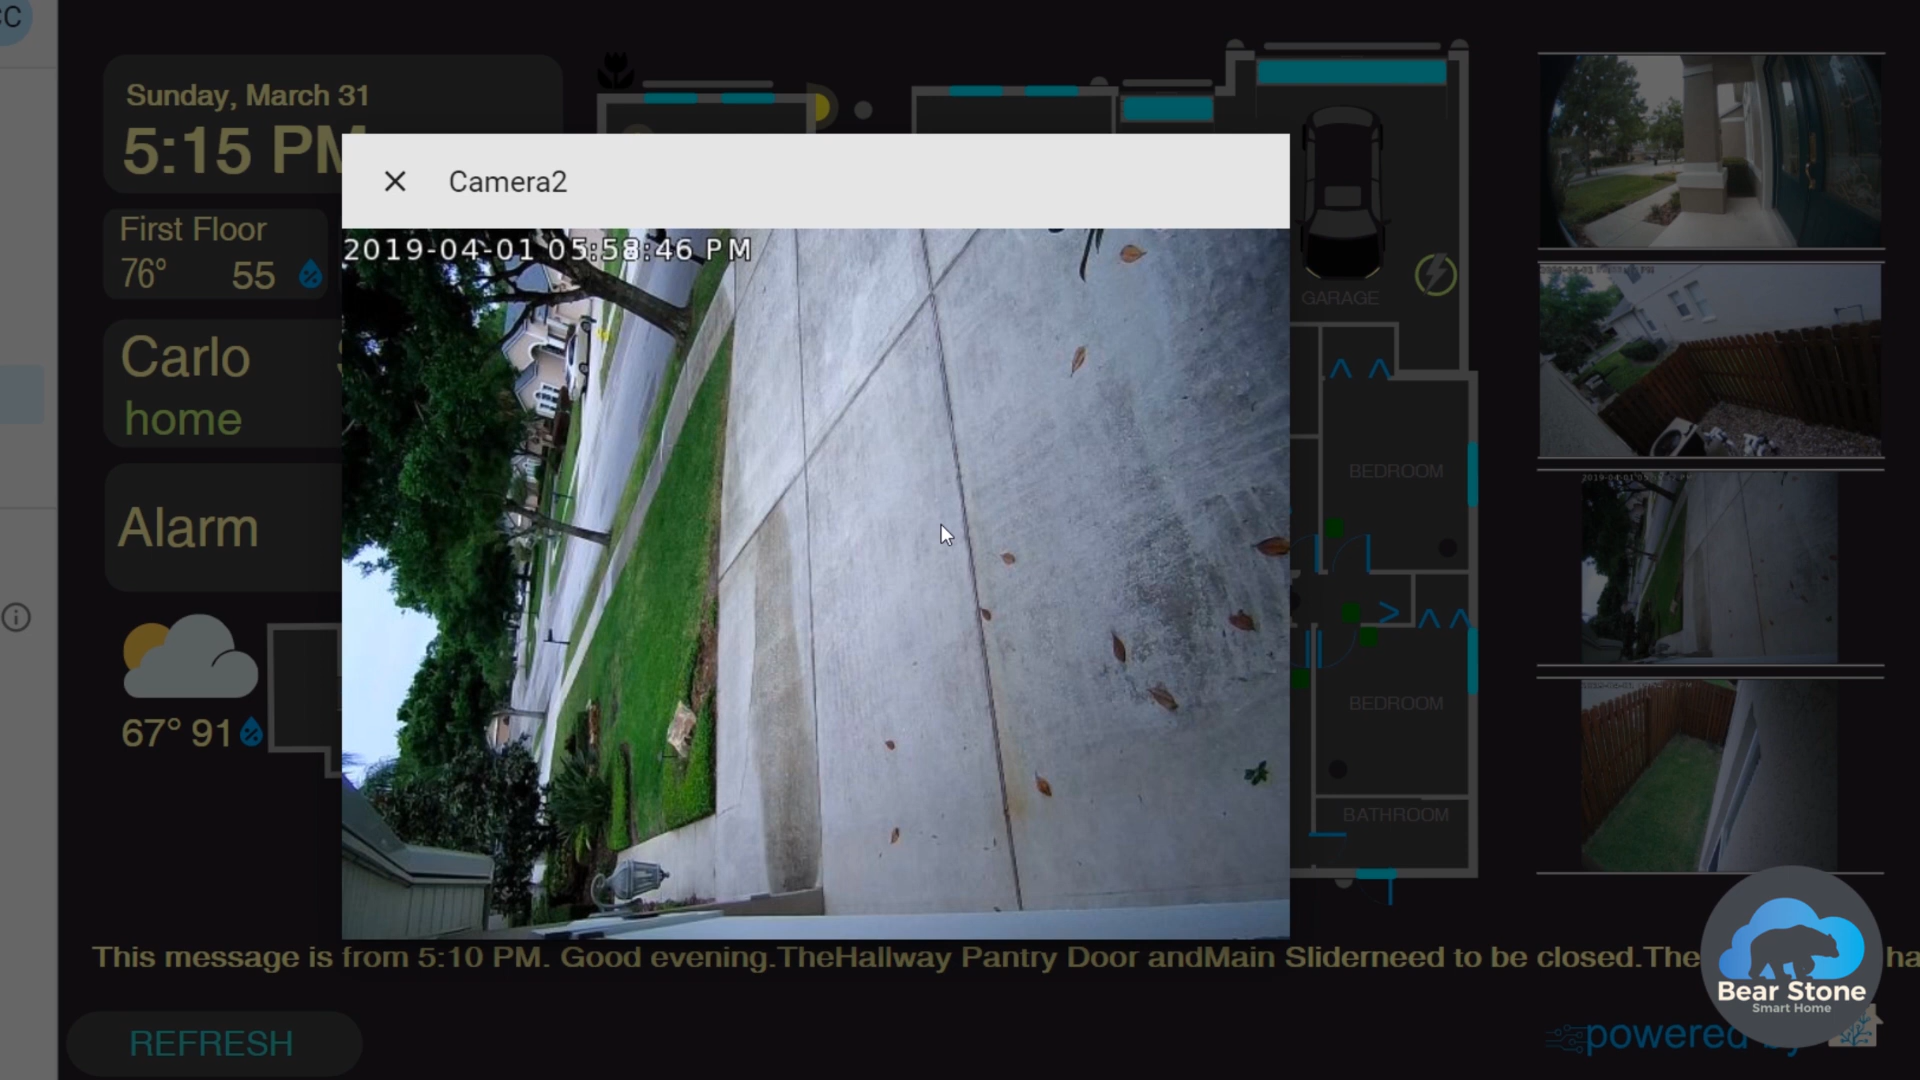 CC
Sunday, March 31
5:15 PM
First Floor
76° 55
Carlo
home
Alarm
67° 91
Camera2
2019-04-01 05:58:46 PM
GARAGE
BEDROOM
BEDROOM
BATHROOM
This message is from 5:10 PM. Good evening.TheHallway Pantry Door andMain Sliderneed to be closed.The
REFRESH
Bear Stone
Smart Home
powered by